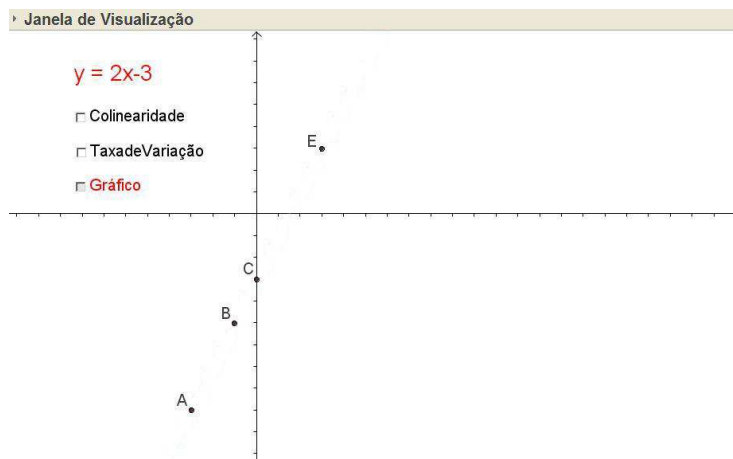 Janela de Visualização
y = 2x-3
Colinearidade
TaxadeVariação
Gráfico
E
C
B
A